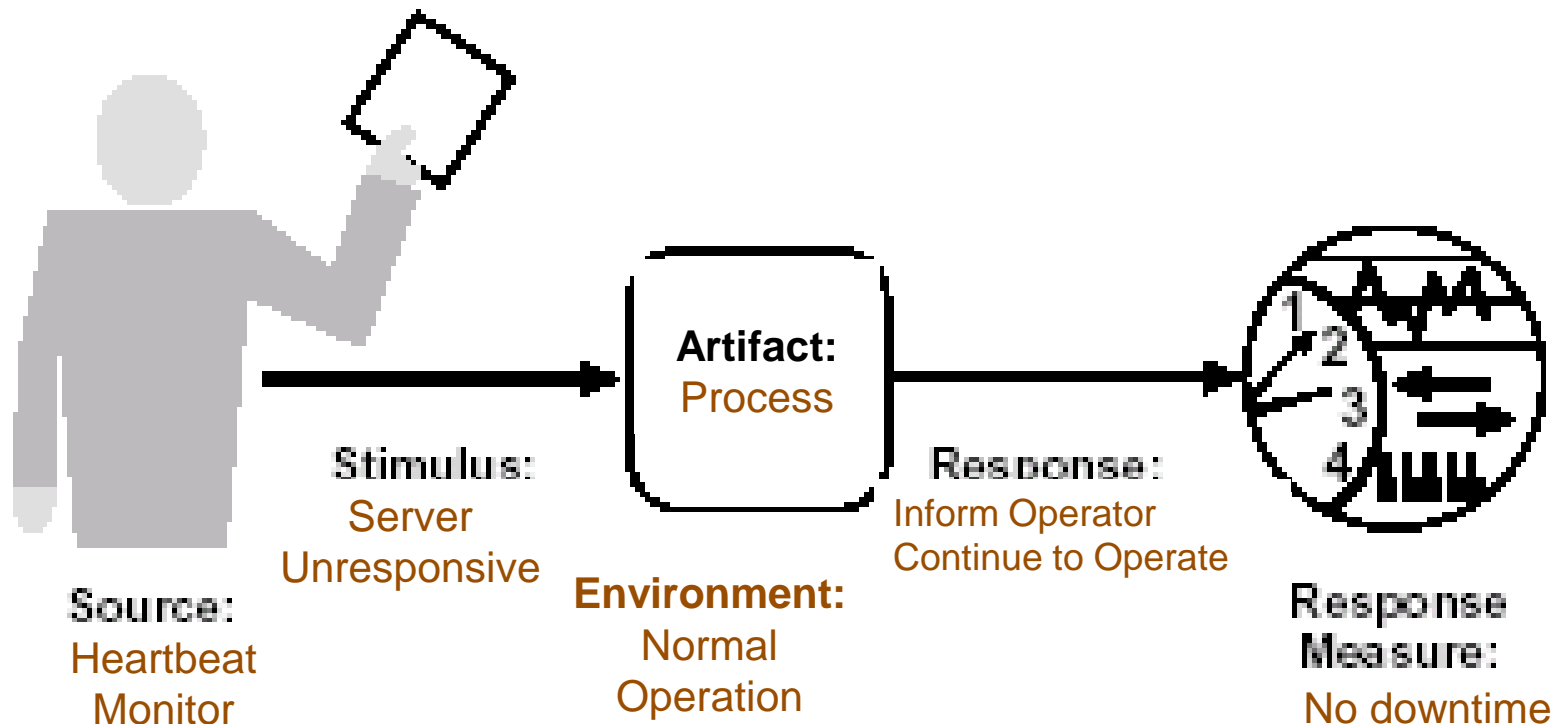 Source:
Heartbeat
Monitor
Stimulus:
Server
Unresponsive
Artifact:
Process
Environment:
Normal
Operation
Response:
Inform Operator
Continue to Operate
1
2
3
4
Response
Measure:
No downtime